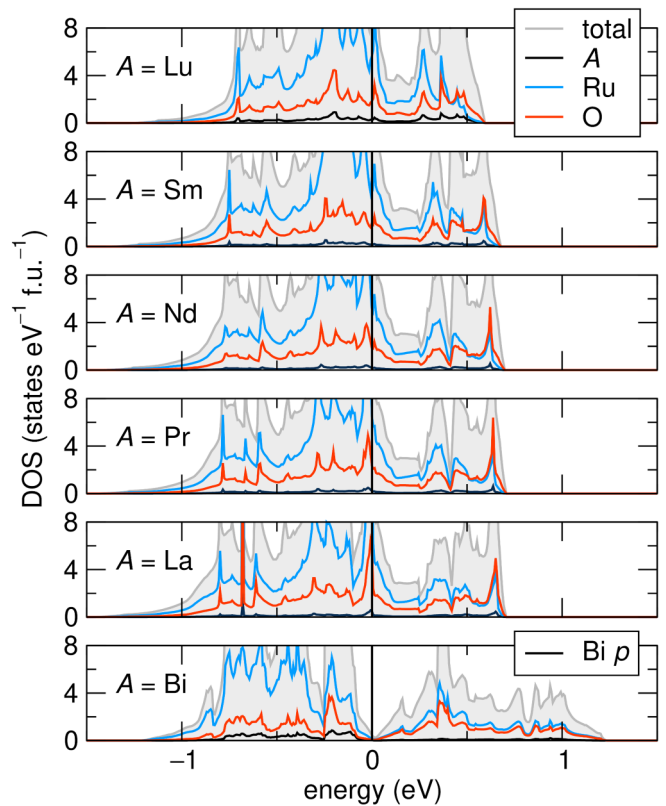 8
4
0
A = Lu
total
A
Ru
O
8
4
0
A = Sm
8
4
0
A = Nd
8
4
0
A = Pr
8
4
0
A = La
8
4
0
A = Bi
Bi p
−1
0
1
energy (eV)
DOS (states eV⁻¹ f.u.⁻¹)